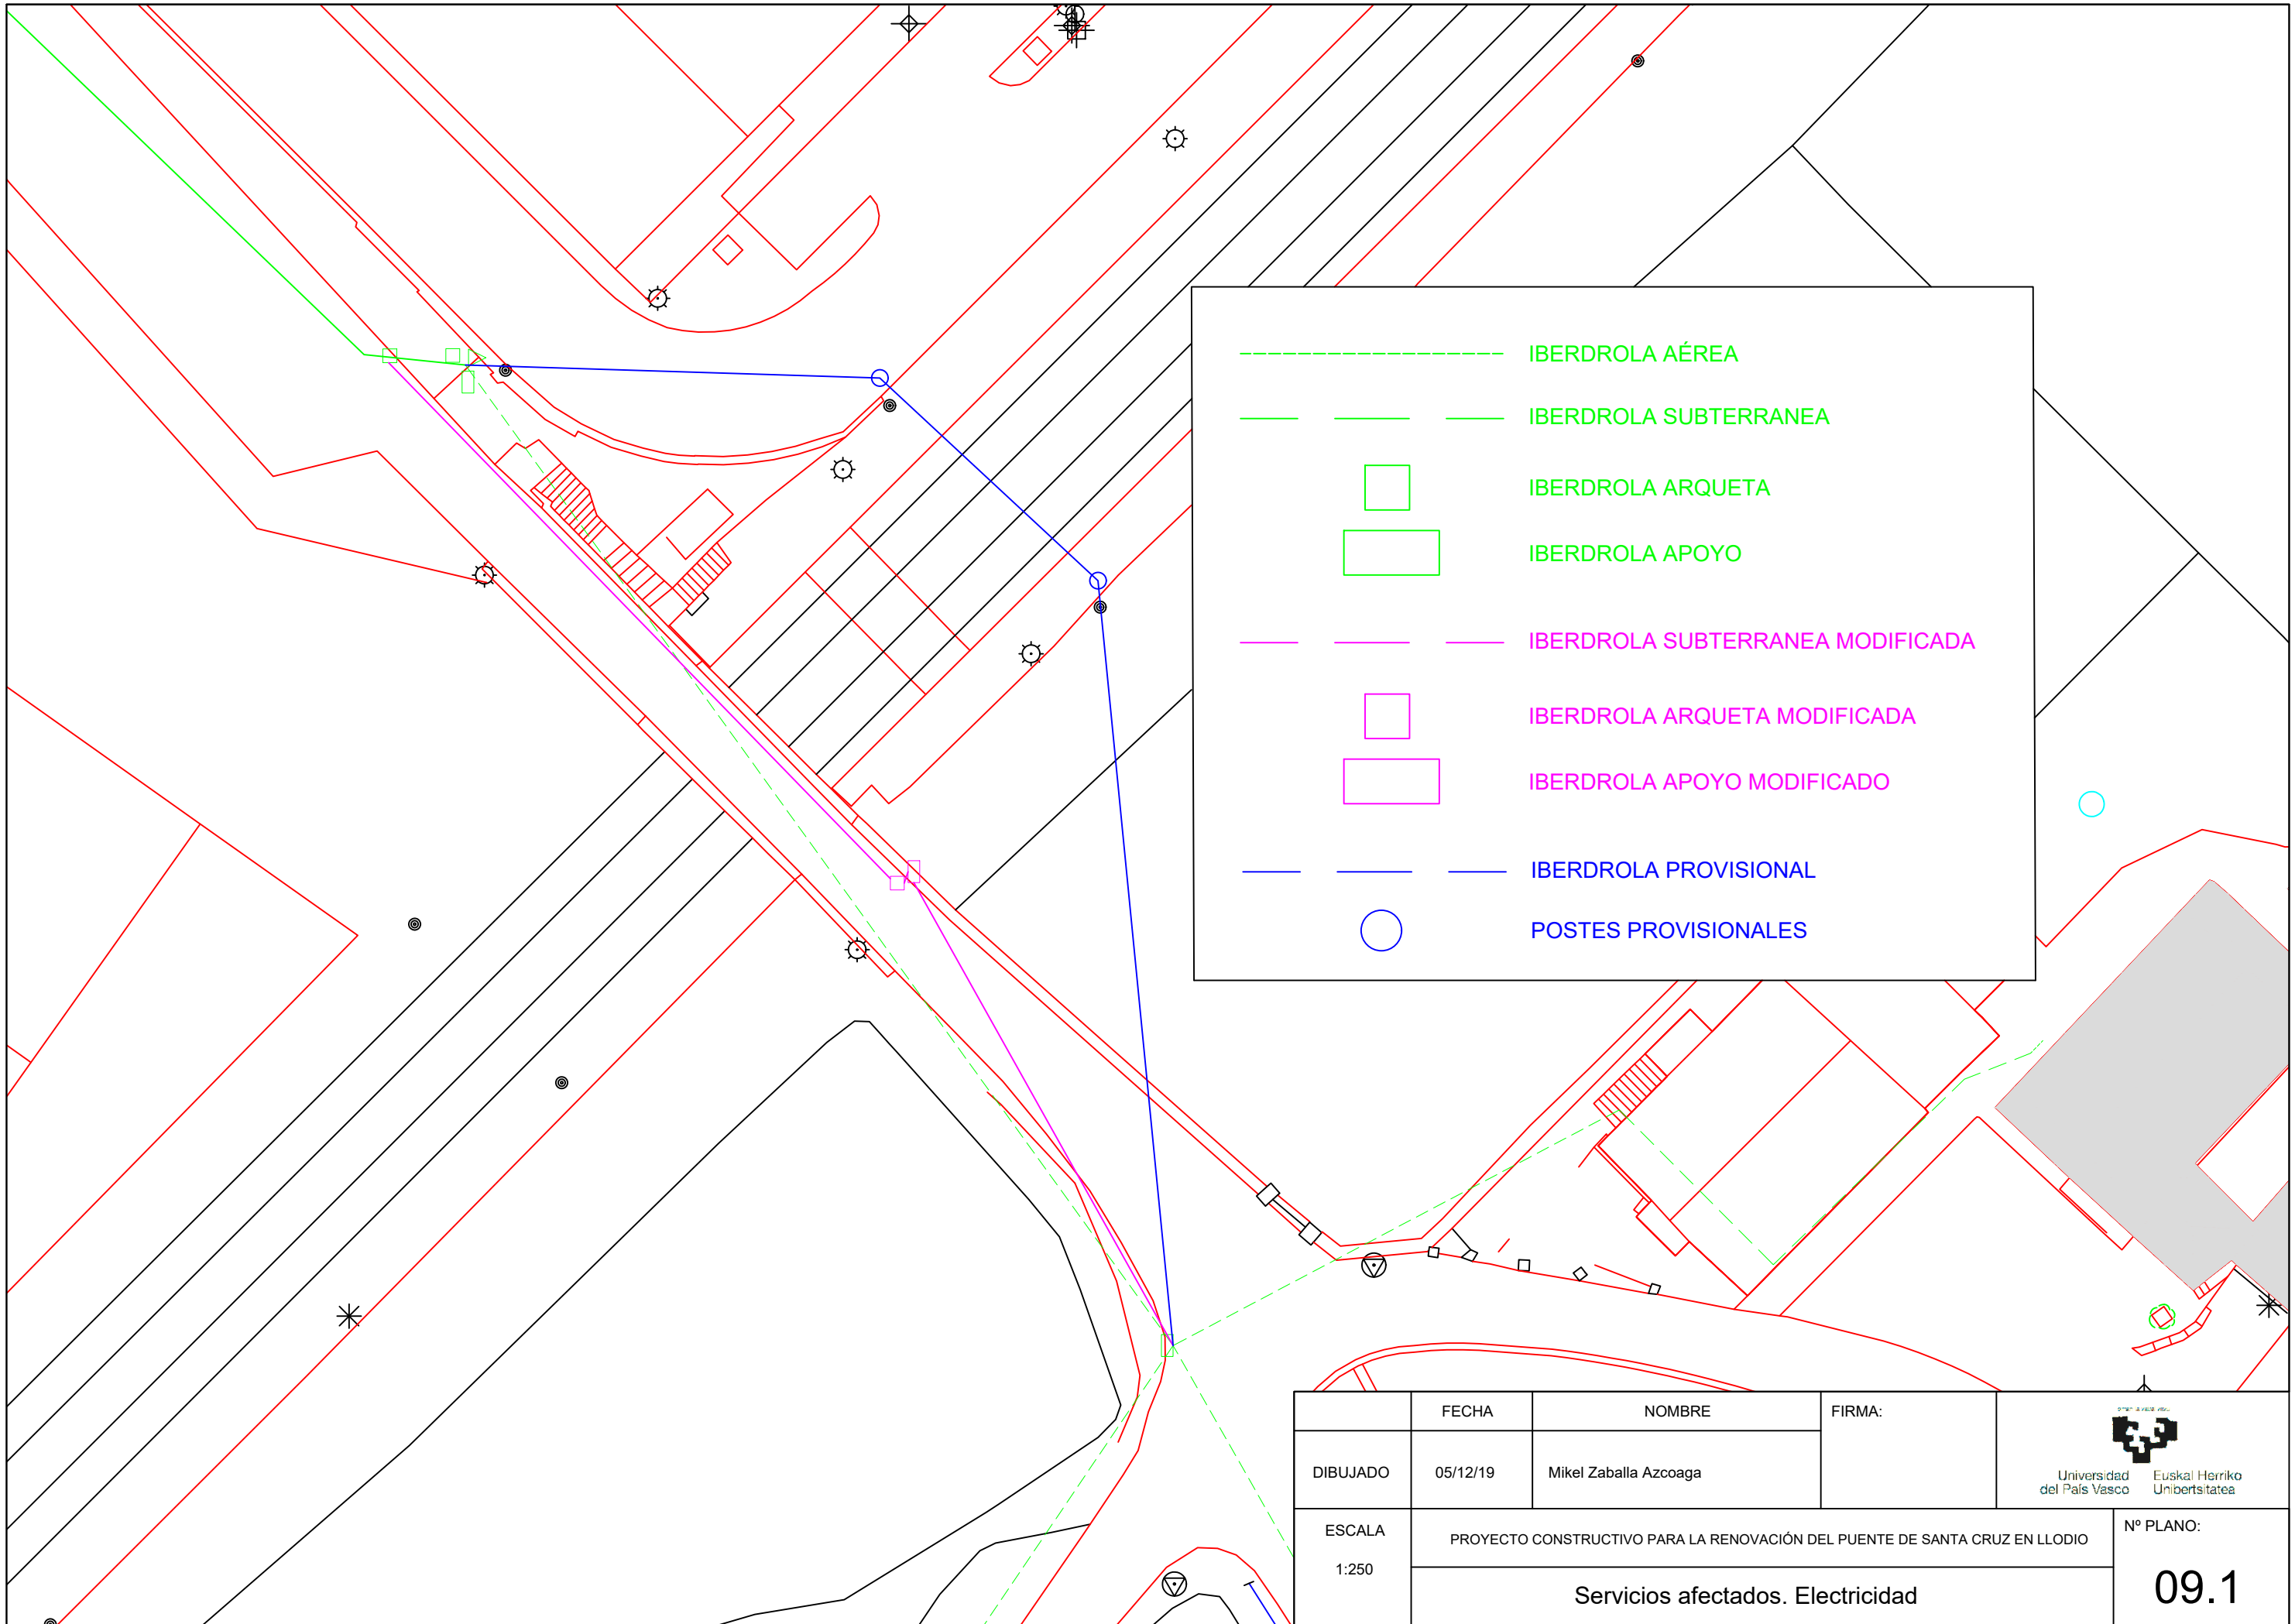 IBERDROLA AÉREA
IBERDROLA SUBTERRANEA
IBERDROLA ARQUETA
IBERDROLA APOYO
IBERDROLA SUBTERRANEA MODIFICADA
IBERDROLA ARQUETA MODIFICADA
IBERDROLA APOYO MODIFICADO
IBERDROLA PROVISIONAL
POSTES PROVISIONALES
FECHA NOMBRE FIRMA:
DIBUJADO 05/12/19 Mikel Zaballa Azcoaga
Universidad Euskal Herriko
del País Vasco Unibertsitatea
ESCALA
1:250
PROYECTO CONSTRUCTIVO PARA LA RENOVACIÓN DEL PUENTE DE SANTA CRUZ EN LLODIO
Servicios afectados. Electricidad
Nº PLANO:
09.1